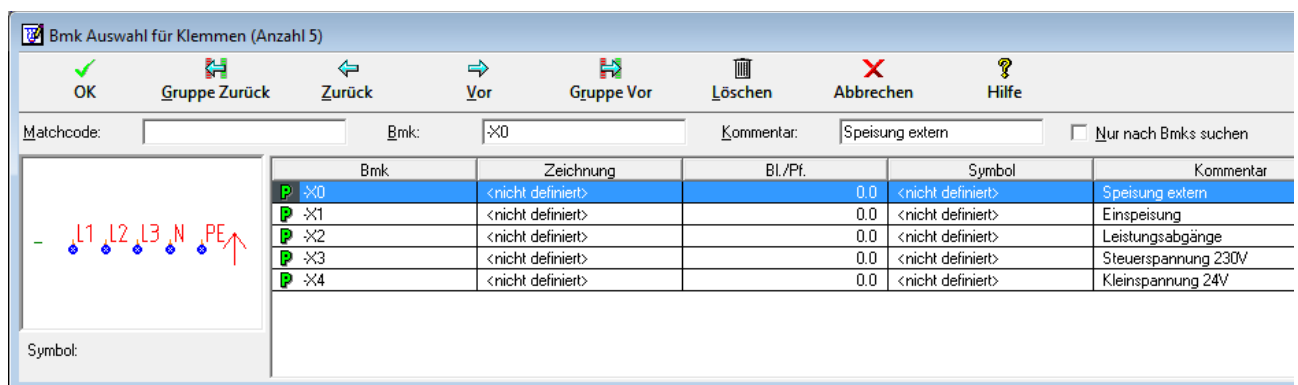 Bmk Auswahl für Klemmen (Anzahl 5)
OK Gruppe Zurück Zurück Vor Gruppe Vor Löschen Abbrechen Hilfe
Matchcode: Bmk: -X0 Kommentar: Speisung extern Nur nach Bmks suchen
Bmk Zeichnung Bl./Pf. Symbol Kommentar
P -X0 <nicht definiert> 0.0 <nicht definiert> Speisung extern
P -X1 <nicht definiert> 0.0 <nicht definiert> Einspeisung
P -X2 <nicht definiert> 0.0 <nicht definiert> Leistungsabgänge
P -X3 <nicht definiert> 0.0 <nicht definiert> Steuerspannung 230V
P -X4 <nicht definiert> 0.0 <nicht definiert> Kleinspannung 24V
- L1 L2 L3 N PE
Symbol: